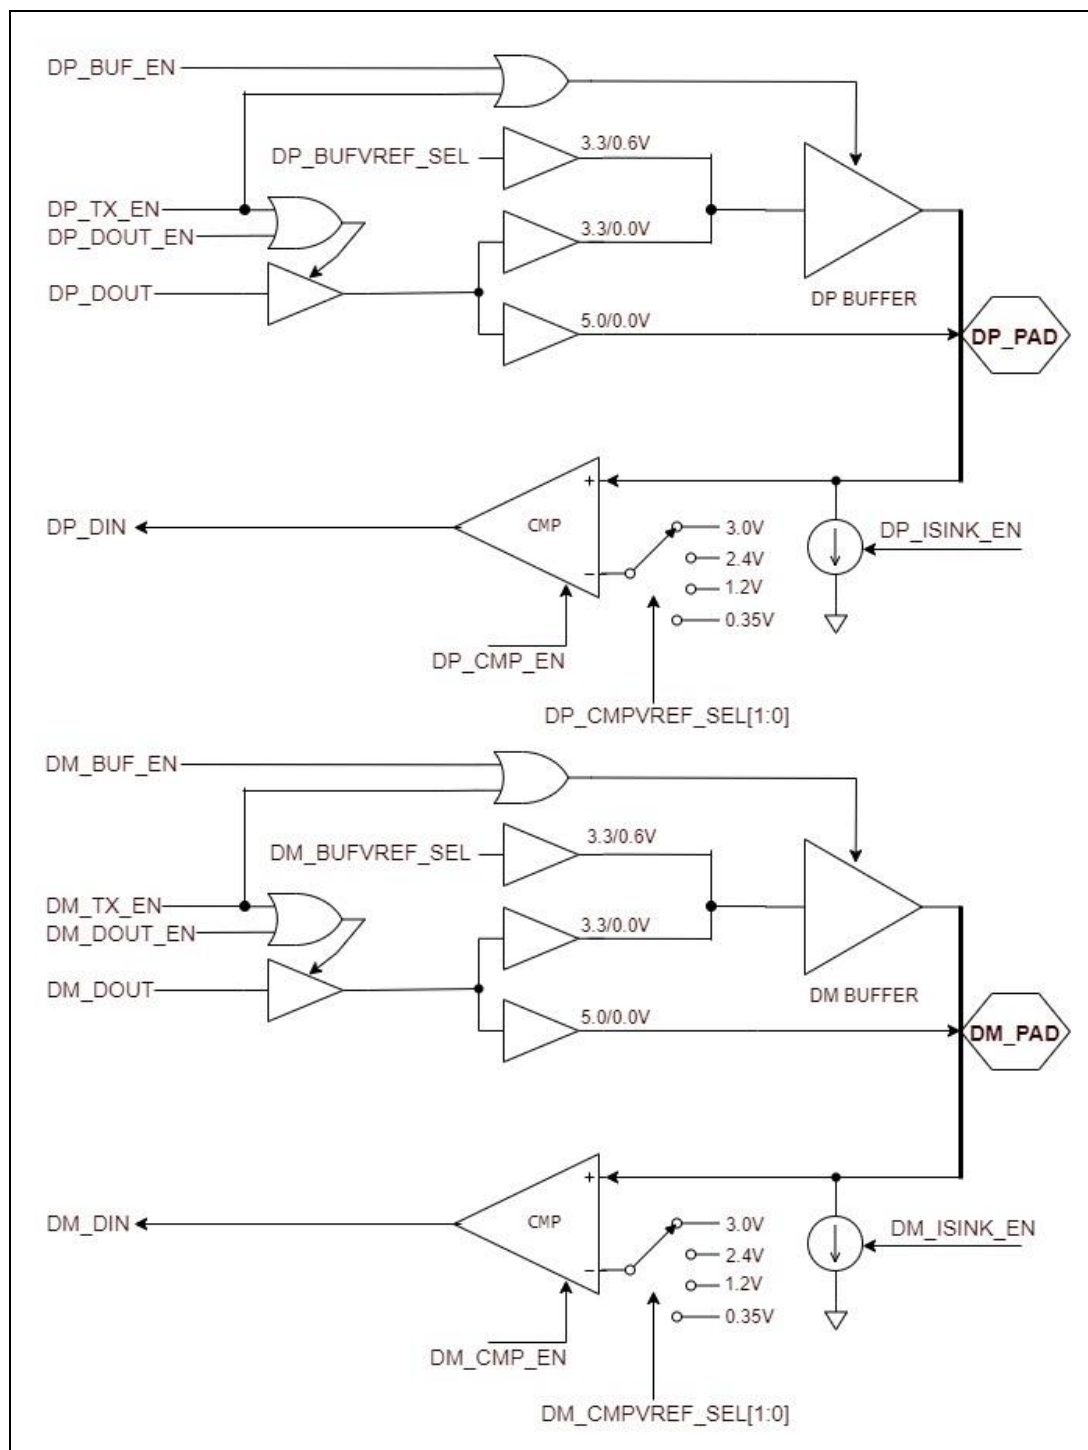 DP_BUF_EN
3.3/0.6V
DP_BUFVREF_SEL
DP_TX_EN
DP_DOUT_EN
3.3/0.0V
DP_DOUT
DP BUFFER
5.0/0.0V
DP_PAD
+
CMP
DP_DIN
3.0V
DP_ISINK_EN
2.4V
−
1.2V
0.35V
DP_CMP_EN
DP_CMPVREF_SEL[1:0]
DM_BUF_EN
3.3/0.6V
DM_BUFVREF_SEL
DM_TX_EN
DM_DOUT_EN
3.3/0.0V
DM_DOUT
DM BUFFER
5.0/0.0V
DM_PAD
+
CMP
DM_DIN
3.0V
DM_ISINK_EN
2.4V
−
1.2V
0.35V
DM_CMP_EN
DM_CMPVREF_SEL[1:0]